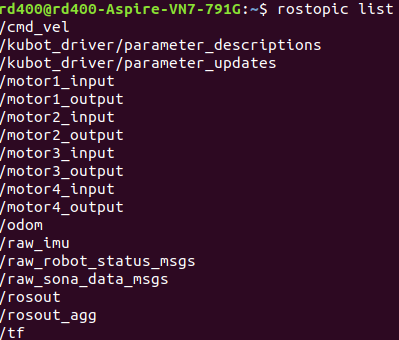 rd400@rd400-Aspire-VN7-791G:~$ rostopic list
/cmd_vel
/kubot_driver/parameter_descriptions
/kubot_driver/parameter_updates
/motor1_input
/motor1_output
/motor2_input
/motor2_output
/motor3_input
/motor3_output
/motor4_input
/motor4_output
/odom
/raw_imu
/raw_robot_status_msgs
/raw_sona_data_msgs
/rosout
/rosout_agg
/tf